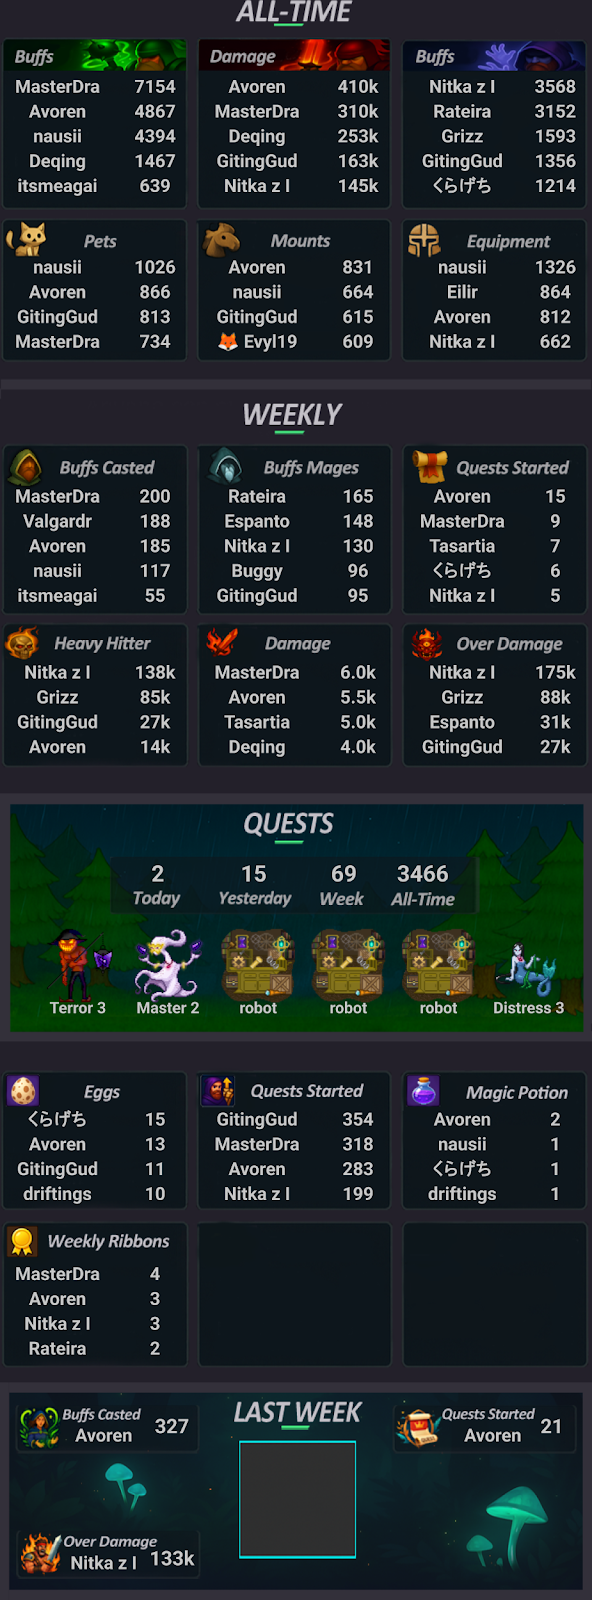 ALL-TIME
Buffs
MasterDra 7154
Avoren 4867
nausii 4394
Deqing 1467
itsmeagai 639
Damage
Avoren 410k
MasterDra 310k
Deqing 253k
GitingGud 163k
Nitka z I 145k
Buffs
Nitka z I 3568
Rateira 3152
Grizz 1593
GitingGud 1356
くらげち 1214
Pets
nausii 1026
Avoren 866
GitingGud 813
MasterDra 734
Mounts
Avoren 831
nausii 664
GitingGud 615
🦊 Evyl19 609
Equipment
nausii 1326
Eilir 864
Avoren 812
Nitka z I 662
WEEKLY
Buffs Casted
MasterDra 200
Valgardr 188
Avoren 185
nausii 117
itsmeagai 55
Buffs Mages
Rateira 165
Espanto 148
Nitka z I 130
Buggy 96
GitingGud 95
Quests Started
Avoren 15
MasterDra 9
Tasartia 7
くらげち 6
Nitka z I 5
Heavy Hitter
Nitka z I 138k
Grizz 85k
GitingGud 27k
Avoren 14k
Damage
MasterDra 6.0k
Avoren 5.5k
Tasartia 5.0k
Deqing 4.0k
Over Damage
Nitka z I 175k
Grizz 88k
Espanto 31k
GitingGud 27k
QUESTS
2 15 69 3466
Today Yesterday Week All-Time
Terror 3 Master 2 robot robot robot Distress 3
Eggs
くらげち 15
Avoren 13
GitingGud 11
driftings 10
Quests Started
GitingGud 354
MasterDra 318
Avoren 283
Nitka z I 199
Magic Potion
Avoren 2
nausii 1
くらげち 1
driftings 1
Weekly Ribbons
MasterDra 4
Avoren 3
Nitka z I 3
Rateira 2
LAST WEEK
Buffs Casted
Avoren 327
Quests Started
Avoren 21
Over Damage
Nitka z I 133k